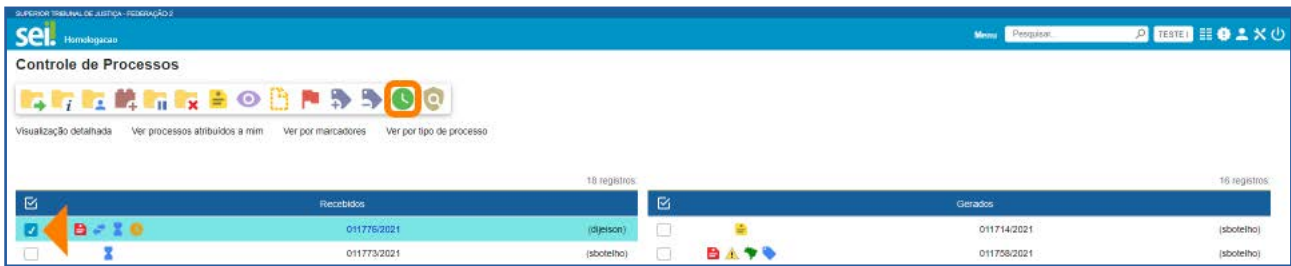 SUPERIOR TRIBUNAL DE JUSTIÇA - FEDERAÇÃO 2
sei! Homologacao Menu Pesquisar... TESTE I
Controle de Processos
Visualização detalhada Ver processos atribuídos a mim Ver por marcadores Ver por tipo de processo
18 registros: 16 registros:
Recebidos Gerados
011776/2021 (dijeison) 011714/2021 (sbotelho)
011773/2021 (sbotelho) 011758/2021 (sbotelho)